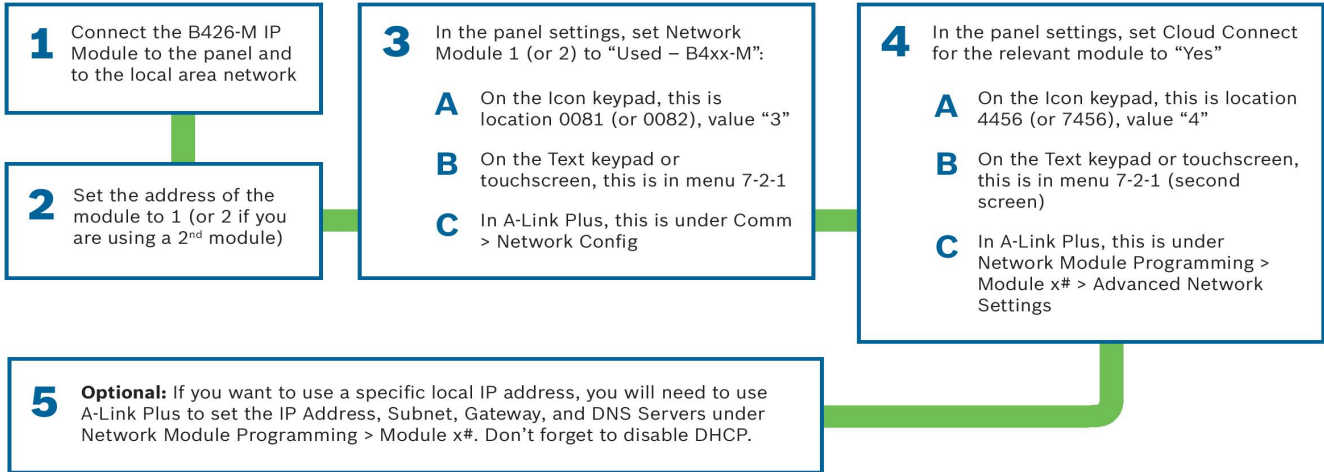 1 Connect the B426-M IP
Module to the panel and
to the local area network
2 Set the address of the
module to 1 (or 2 if you
are using a 2nd module)
3 In the panel settings, set Network
Module 1 (or 2) to “Used – B4xx-M”:
A On the Icon keypad, this is
location 0081 (or 0082), value “3”
B On the Text keypad or
touchscreen, this is in menu 7-2-1
C In A-Link Plus, this is under Comm
> Network Config
4 In the panel settings, set Cloud Connect
for the relevant module to “Yes”
A On the Icon keypad, this is location
4456 (or 7456), value “4”
B On the Text keypad or touchscreen,
this is in menu 7-2-1 (second
screen)
C In A-Link Plus, this is under
Network Module Programming >
Module x# > Advanced Network
Settings
5 Optional: If you want to use a specific local IP address, you will need to use
A-Link Plus to set the IP Address, Subnet, Gateway, and DNS Servers under
Network Module Programming > Module x#. Don’t forget to disable DHCP.